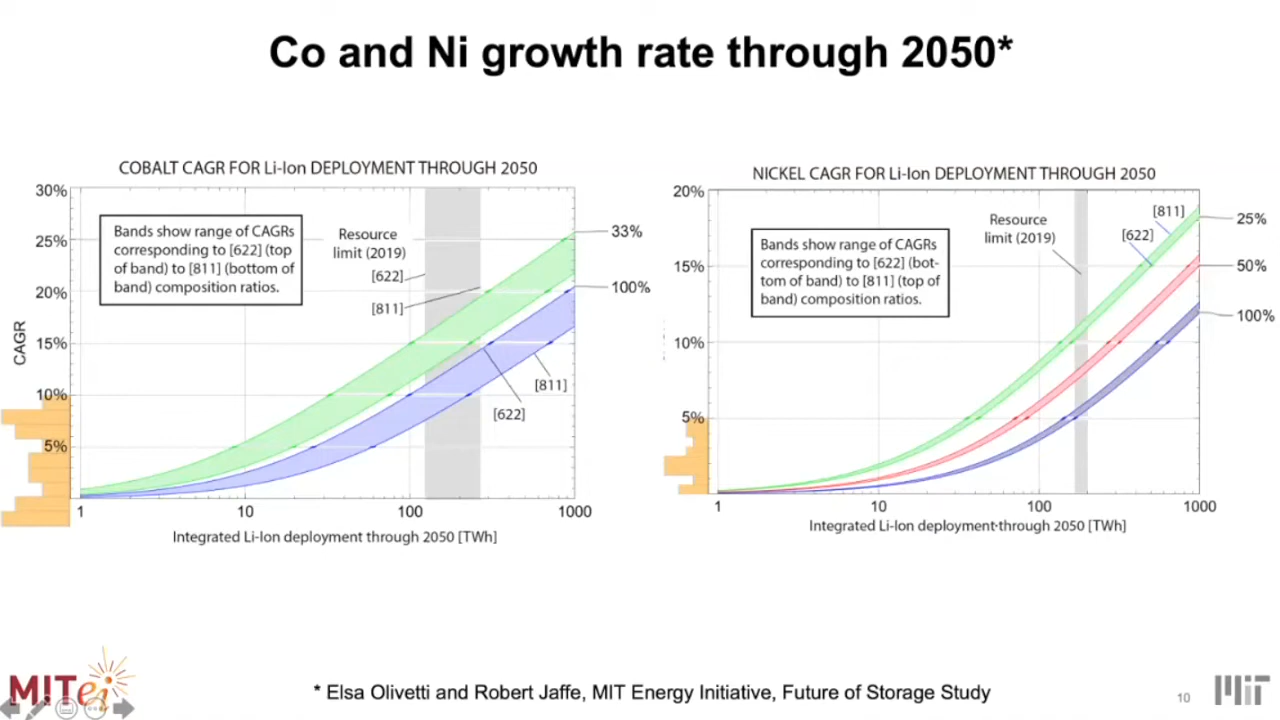 Co and Ni growth rate through 2050*
COBALT CAGR FOR Li-Ion DEPLOYMENT THROUGH 2050
30%
25%
20%
15%
10%
5%
CAGR
Bands show range of CAGRs
corresponding to [622] (top
of band) to [811] (bottom of
band) composition ratios.
Resource
limit (2019)
[622]
[811]
33%
100%
[811]
[622]
1
10
100
1000
Integrated Li-Ion deployment through 2050 [TWh]
NICKEL CAGR FOR Li-Ion DEPLOYMENT THROUGH 2050
20%
15%
10%
5%
Bands show range of CAGRs
corresponding to [622] (bot-
tom of band) to [811] (top of
band) composition ratios.
Resource
limit (2019)
[811]
[622]
25%
50%
100%
1
10
100
1000
Integrated Li-Ion deployment through 2050 [TWh]
MITei
* Elsa Olivetti and Robert Jaffe, MIT Energy Initiative, Future of Storage Study
10
MIT